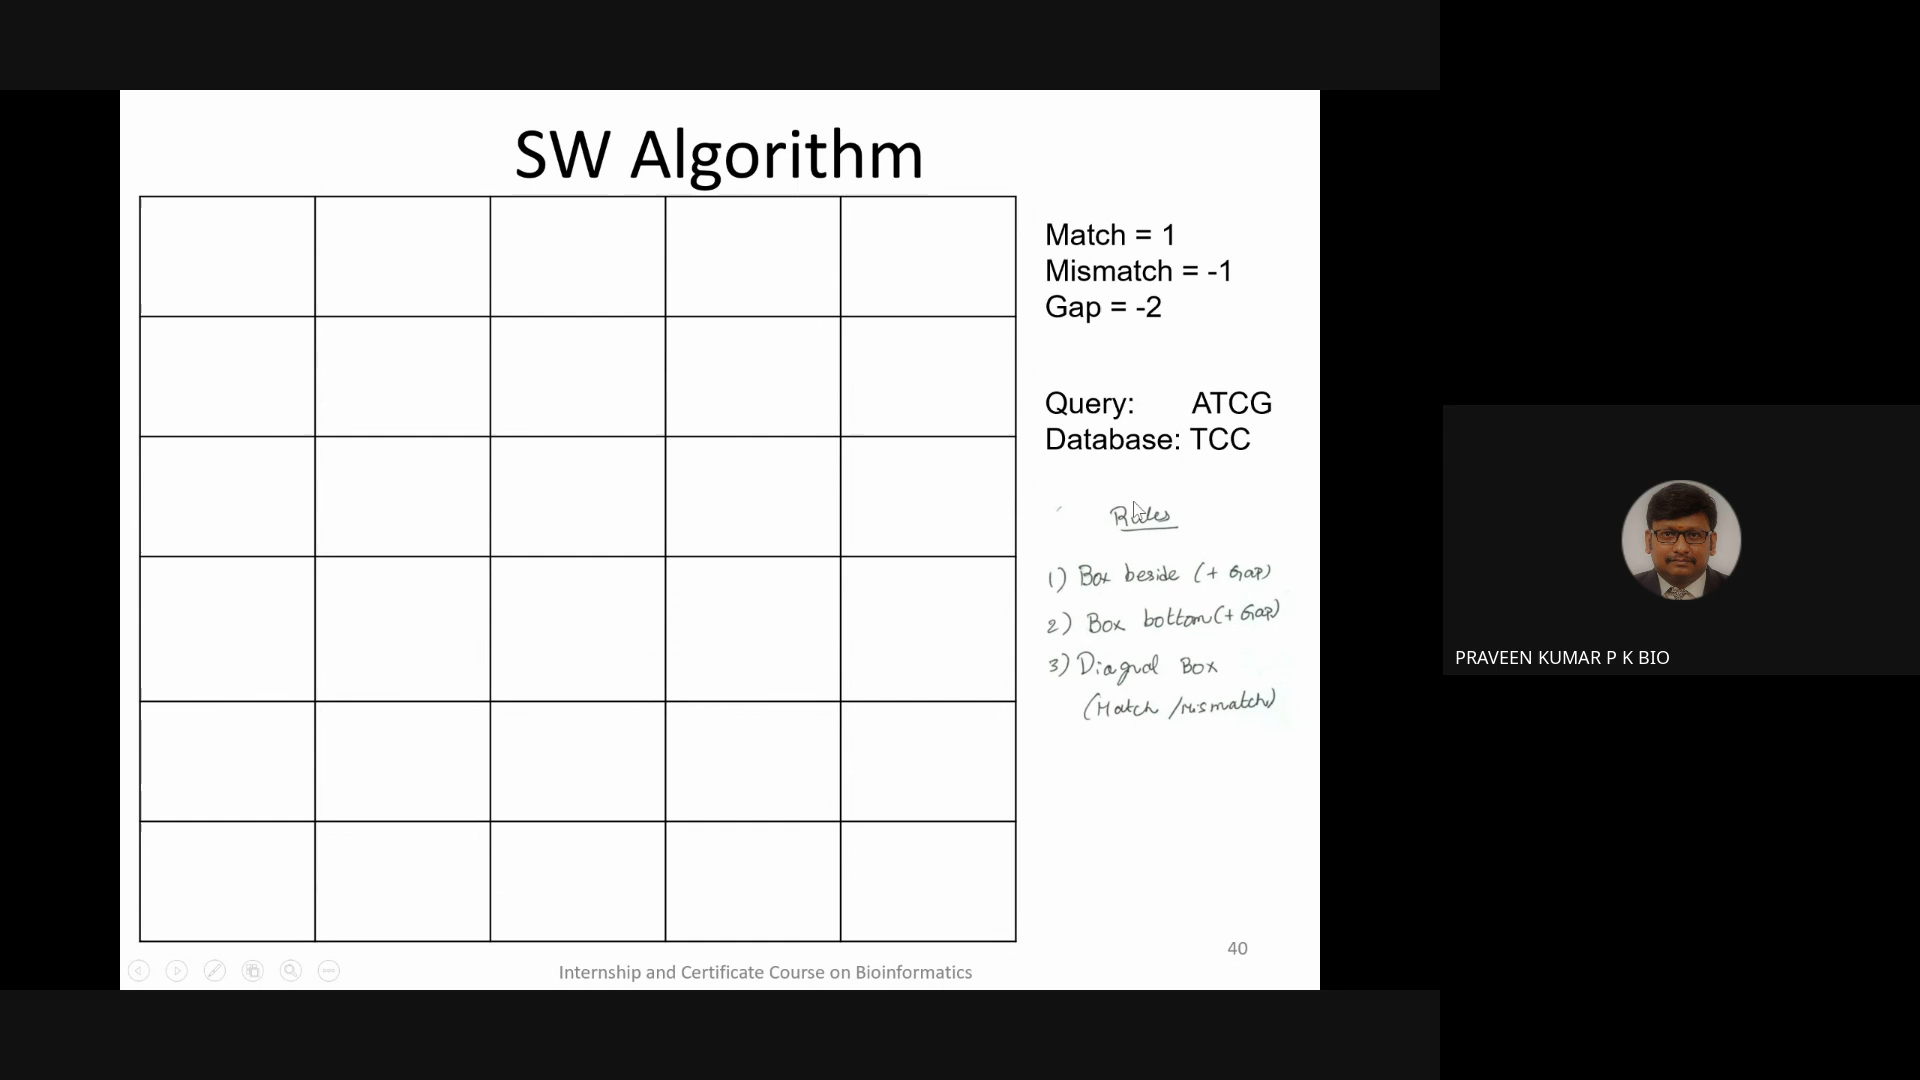 SW Algorithm
Match = 1
Mismatch = -1
Gap = -2
Query: ATCG
Database: TCC
Rules
1) Box beside (+ Gap)
2) Box bottom (+ Gap)
3) Diagnal Box
(Match / Mismatch)
40
Internship and Certificate Course on Bioinformatics
PRAVEEN KUMAR P K BIO